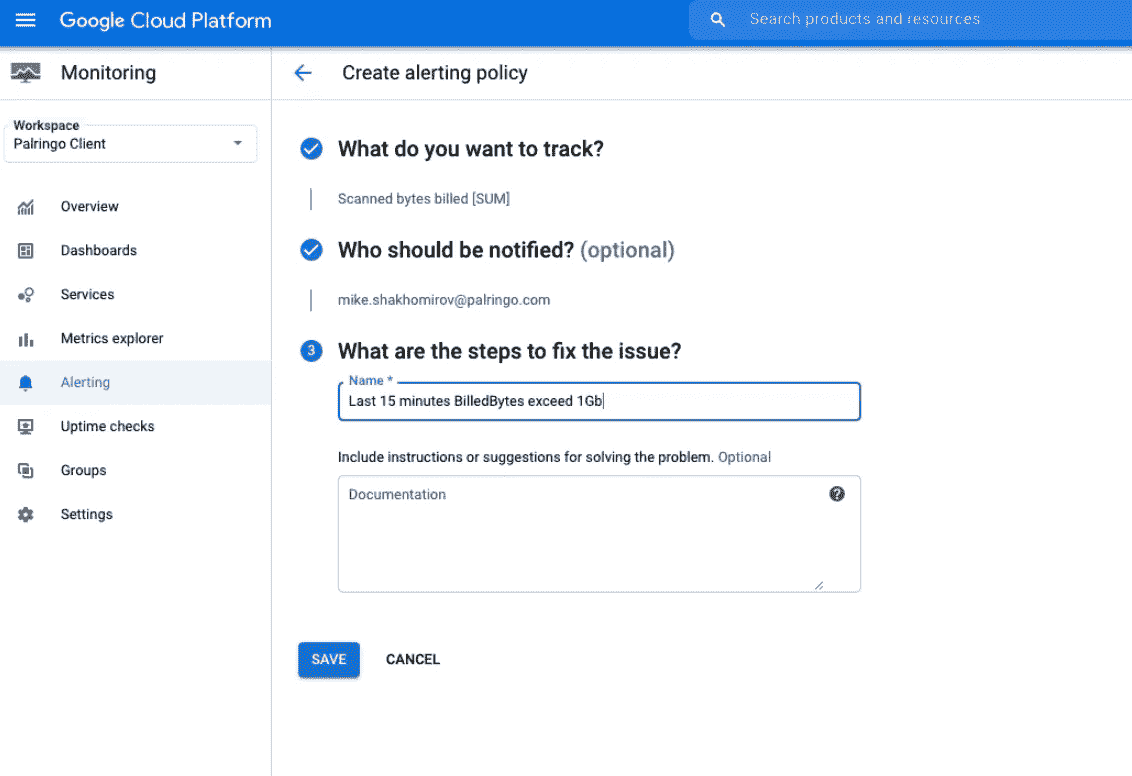 Google Cloud Platform
Search products and resources
Monitoring
Create alerting policy
Workspace
Palringo Client
Overview
Dashboards
Services
Metrics explorer
Alerting
Uptime checks
Groups
Settings
What do you want to track?
Scanned bytes billed [SUM]
Who should be notified? (optional)
mike.shakhomirov@palringo.com
3 What are the steps to fix the issue?
Name *
Last 15 minutes BilledBytes exceed 1Gb
Include instructions or suggestions for solving the problem. Optional
Documentation ?
SAVE CANCEL